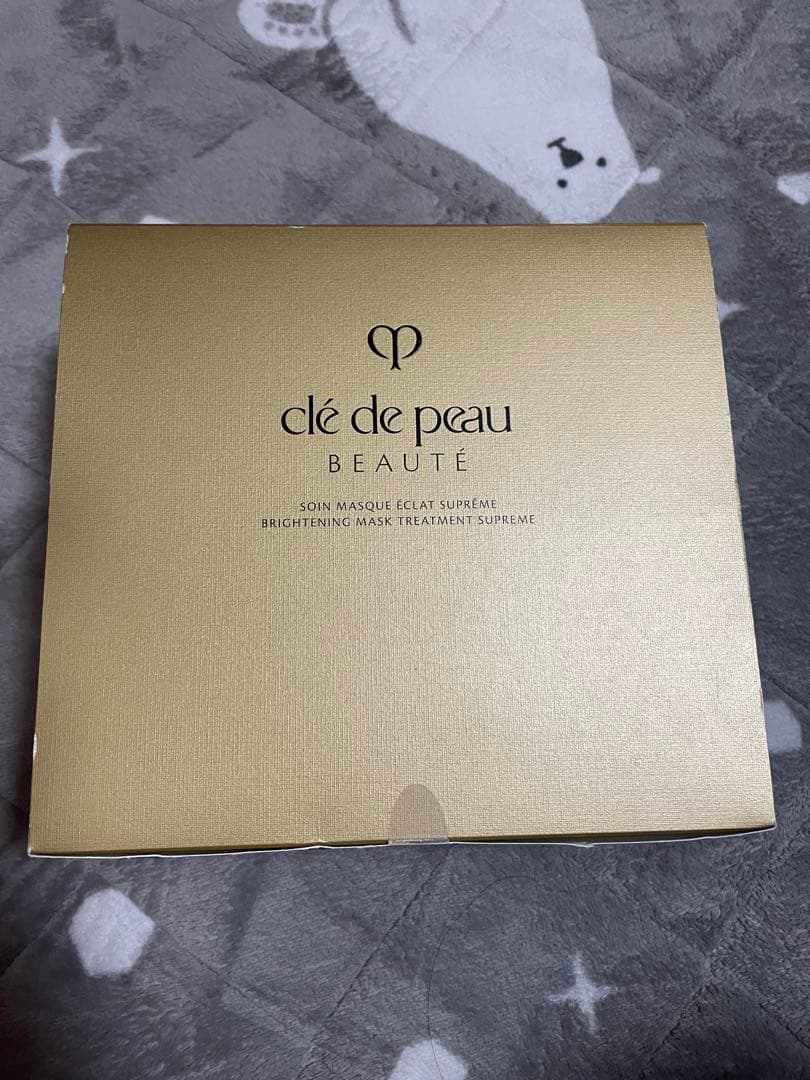 clé de peau
BEAUTÉ
SOIN MASQUE ÉCLAT SUPRÊME
BRIGHTENING MASK TREATMENT SUPREME